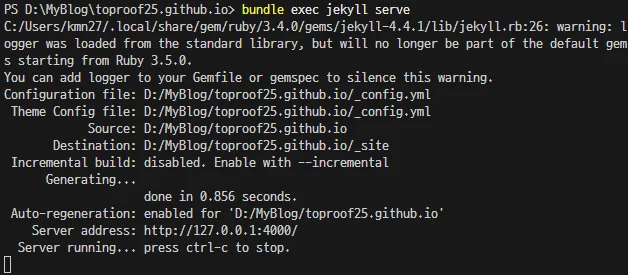 PS D:\MyBlog\toproof25.github.io> bundle exec jekyll serve
C:/Users/kmn27/.local/share/gem/ruby/3.4.0/gems/jekyll-4.4.1/lib/jekyll.rb:26: warning: l
ogger was loaded from the standard library, but will no longer be part of the default gem
s starting from Ruby 3.5.0.
You can add logger to your Gemfile or gemspec to silence this warning.
Configuration file: D:/MyBlog/toproof25.github.io/_config.yml
Theme Config file: D:/MyBlog/toproof25.github.io/_config.yml
Source: D:/MyBlog/toproof25.github.io
Destination: D:/MyBlog/toproof25.github.io/_site
Incremental build: disabled. Enable with --incremental
Generating...
done in 0.856 seconds.
Auto-regeneration: enabled for 'D:/MyBlog/toproof25.github.io'
Server address: http://127.0.0.1:4000/
Server running... press ctrl-c to stop.